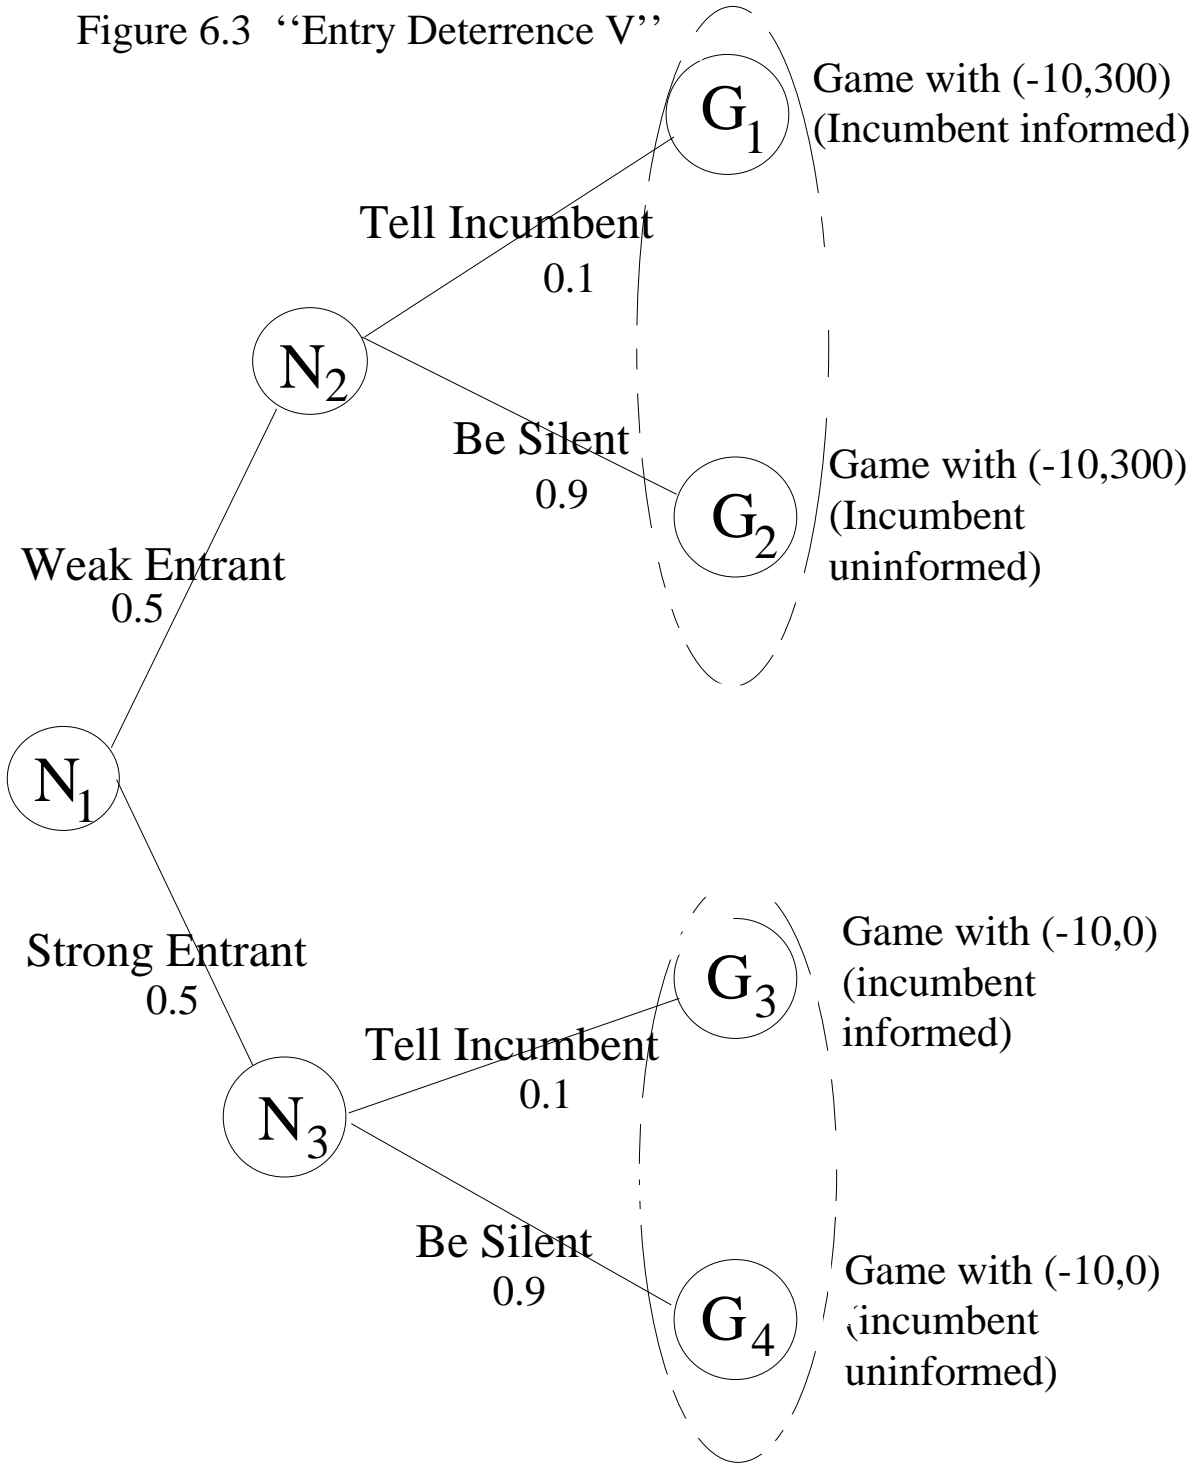 Figure 6.3 ‘‘Entry Deterrence V’’
G1
Game with (-10,300)
(Incumbent informed)
Tell Incumbent
0.1
N2
Be Silent
0.9
G2
Game with (-10,300)
(Incumbent
uninformed)
Weak Entrant
0.5
N1
Strong Entrant
0.5
G3
Game with (-10,0)
(incumbent
informed)
Tell Incumbent
0.1
N3
Be Silent
0.9
G4
Game with (-10,0)
(incumbent
uninformed)